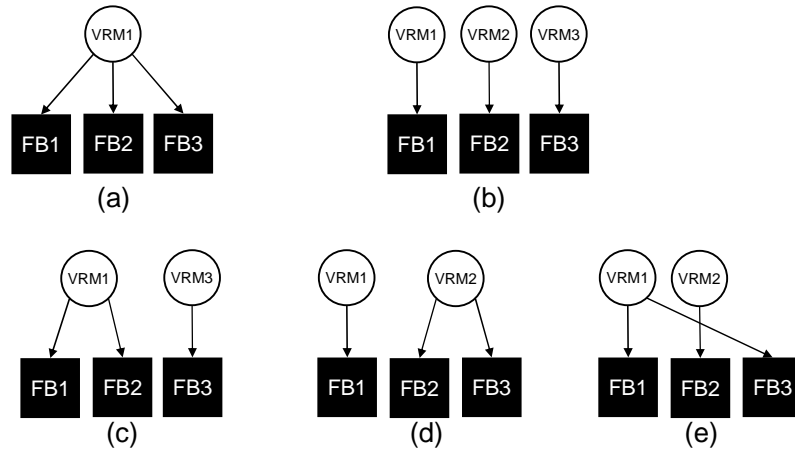 VRM1
VRM1 VRM2 VRM3
FB1 FB2 FB3
FB1 FB2 FB3
(a)
(b)
VRM1 VRM3
VRM1 VRM2
VRM1 VRM2
FB1 FB2 FB3
FB1 FB2 FB3
FB1 FB2 FB3
(c)
(d)
(e)